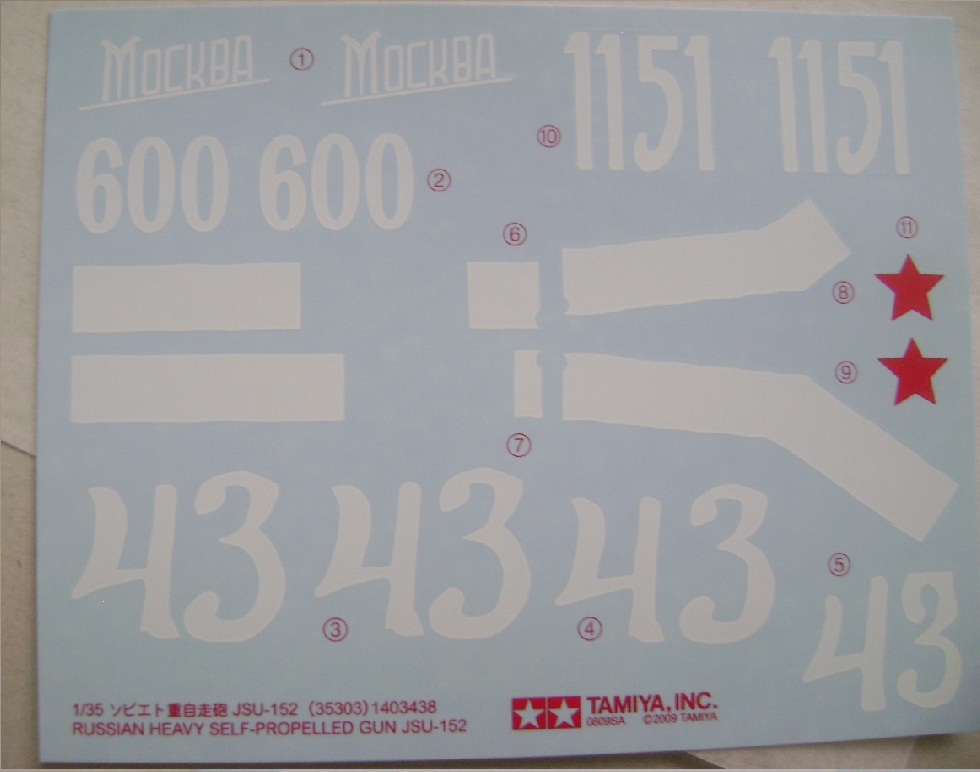 МОСКВА ① МОСКВА
1151 1151
⑩
600 600 ②
⑥
⑪
⑧
⑨
⑦
43 43 43
⑤
③ ④
43
1/35 ソビエト重自走砲 JSU-152 (35303) 1403438
RUSSIAN HEAVY SELF-PROPELLED GUN JSU-152
TAMIYA, INC.
0809SA ©2009 TAMIYA